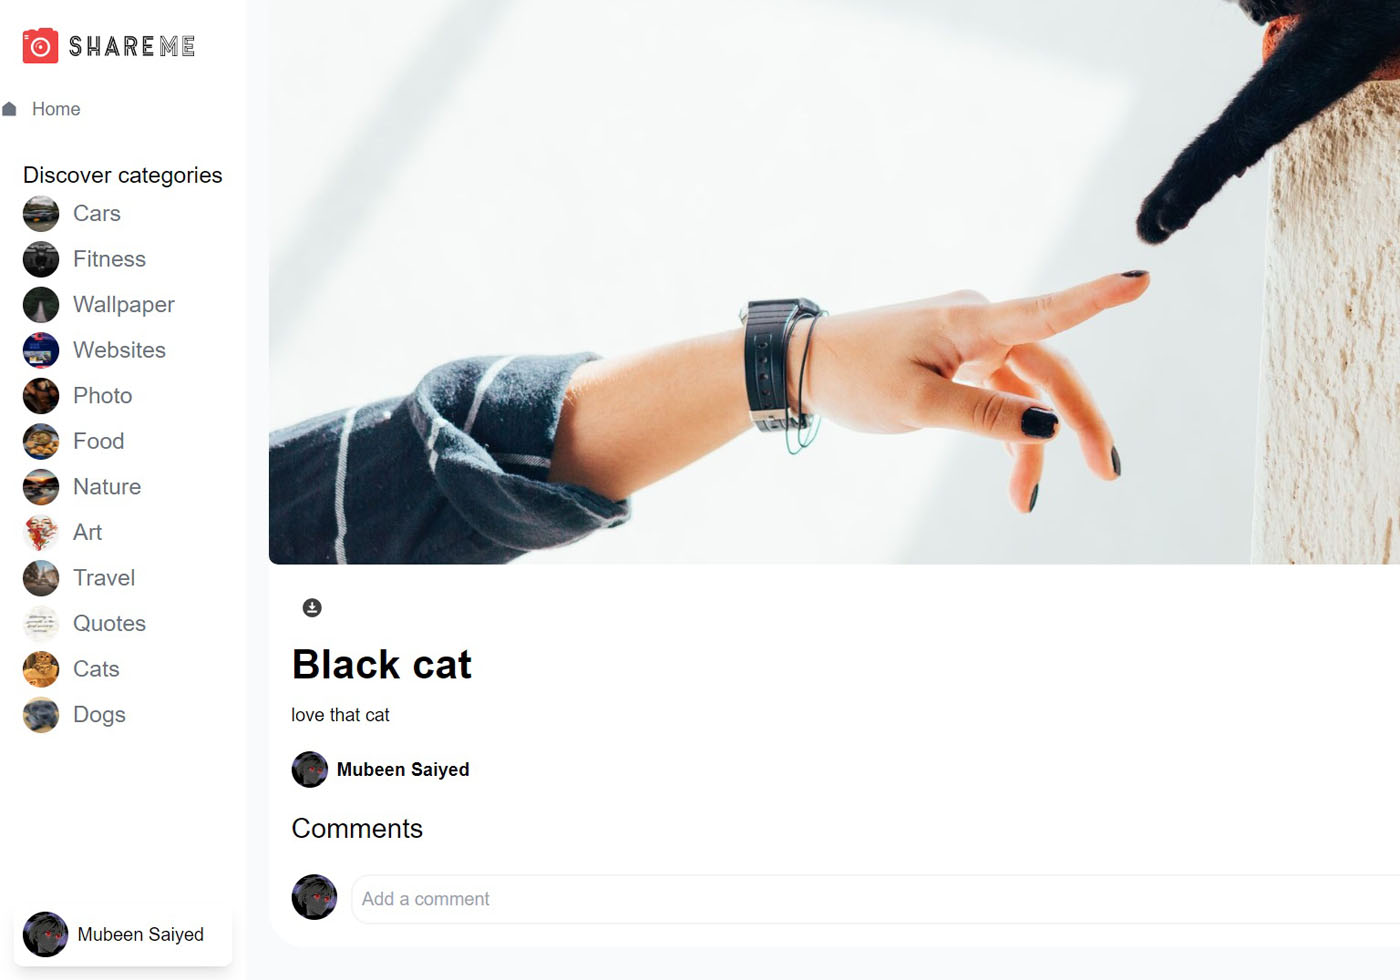 SHAREME
Home
Discover categories
Cars
Fitness
Wallpaper
Websites
Photo
Food
Nature
Art
Travel
Quotes
Cats
Dogs
Mubeen Saiyed
Black cat
love that cat
Mubeen Saiyed
Comments
Add a comment